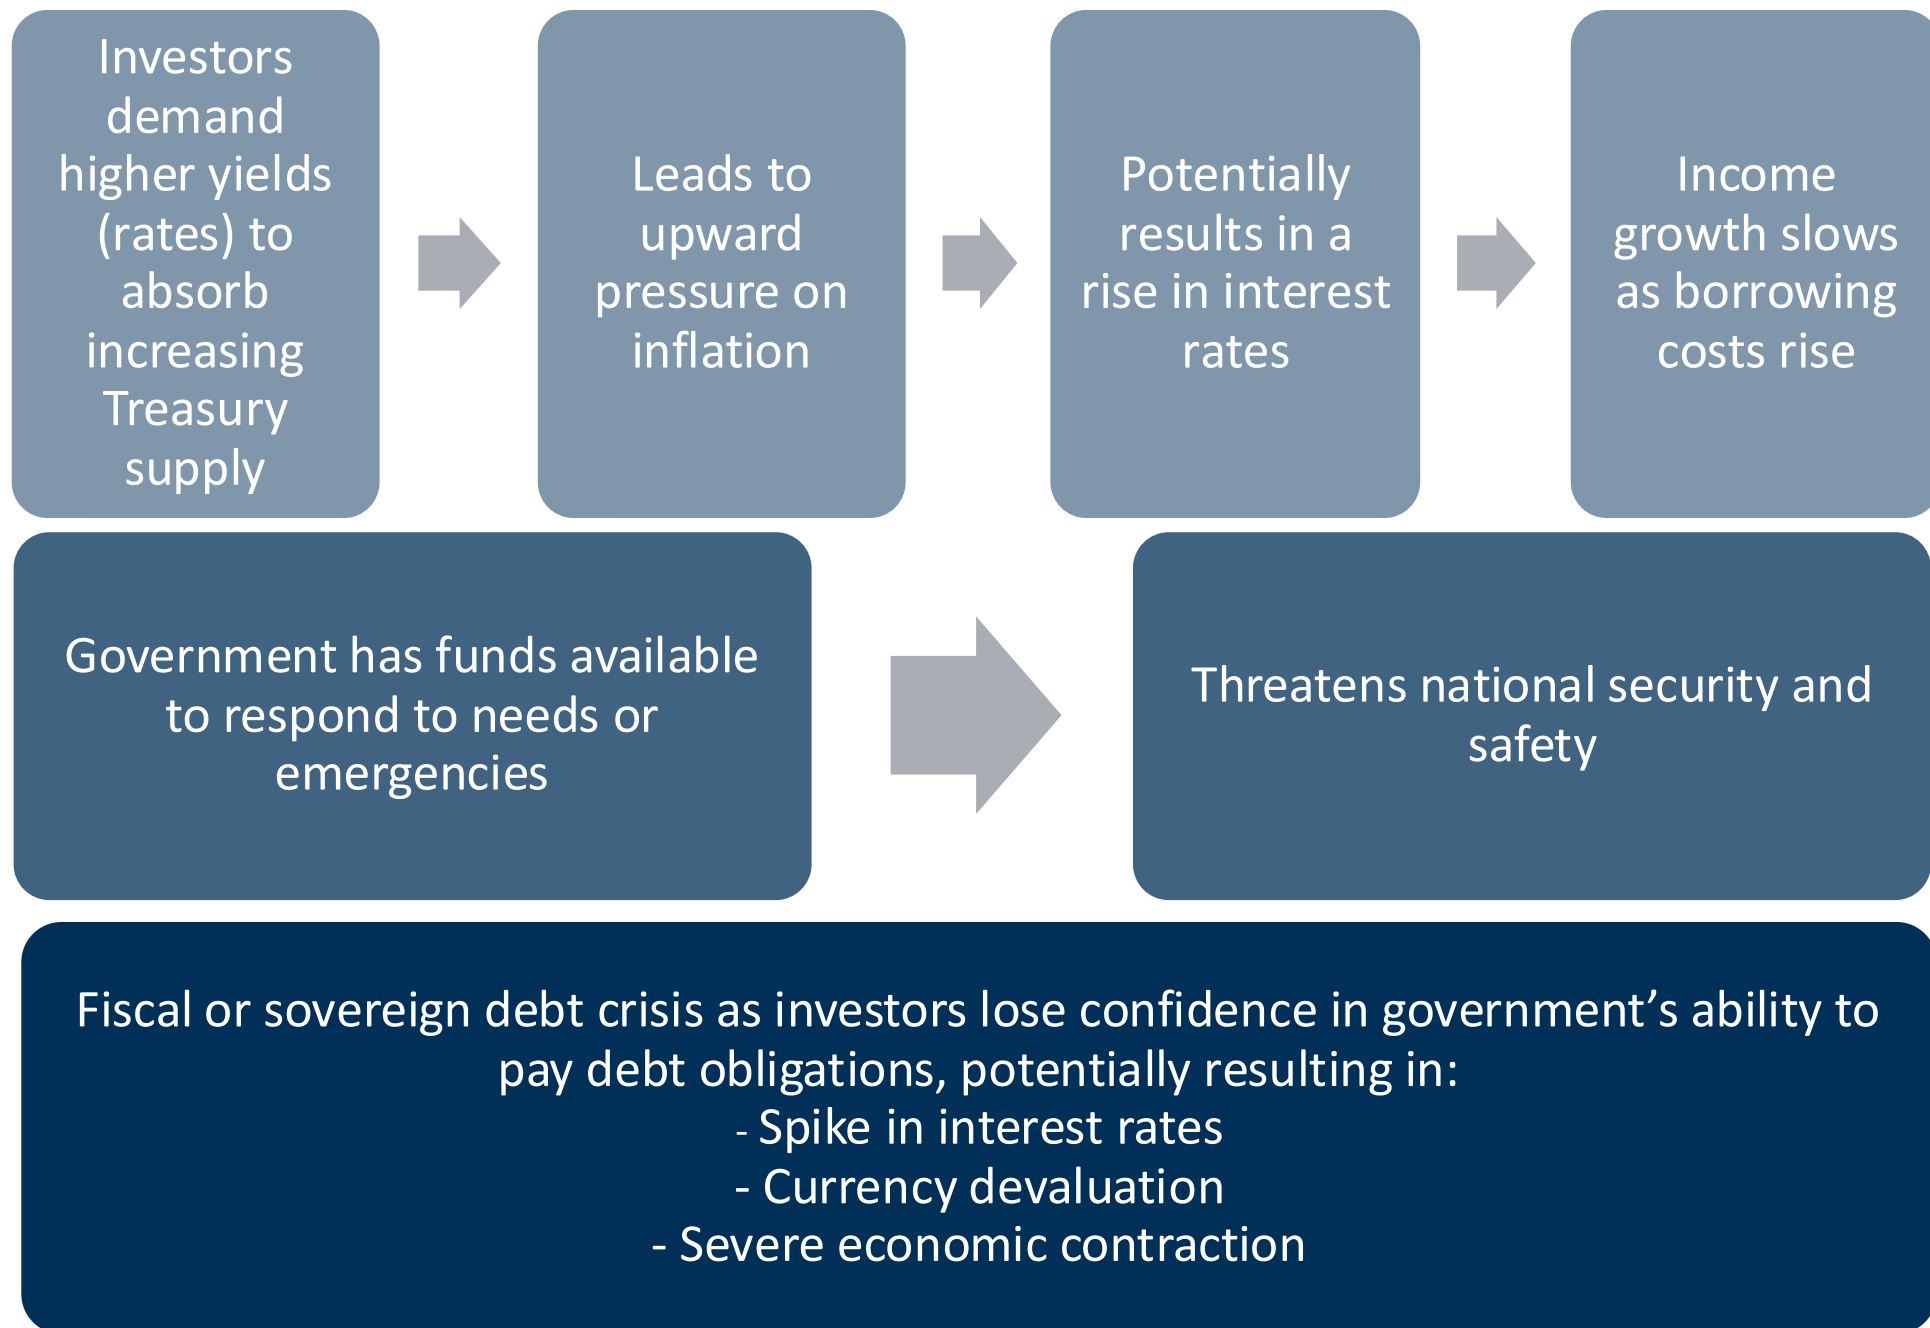 Investors
demand
higher yields
(rates) to
absorb
increasing
Treasury
supply
Leads to
upward
pressure on
inflation
Potentially
results in a
rise in interest
rates
Income
growth slows
as borrowing
costs rise
Government has funds available
to respond to needs or
emergencies
Threatens national security and
safety
Fiscal or sovereign debt crisis as investors lose confidence in government’s ability to
pay debt obligations, potentially resulting in:
- Spike in interest rates
- Currency devaluation
- Severe economic contraction